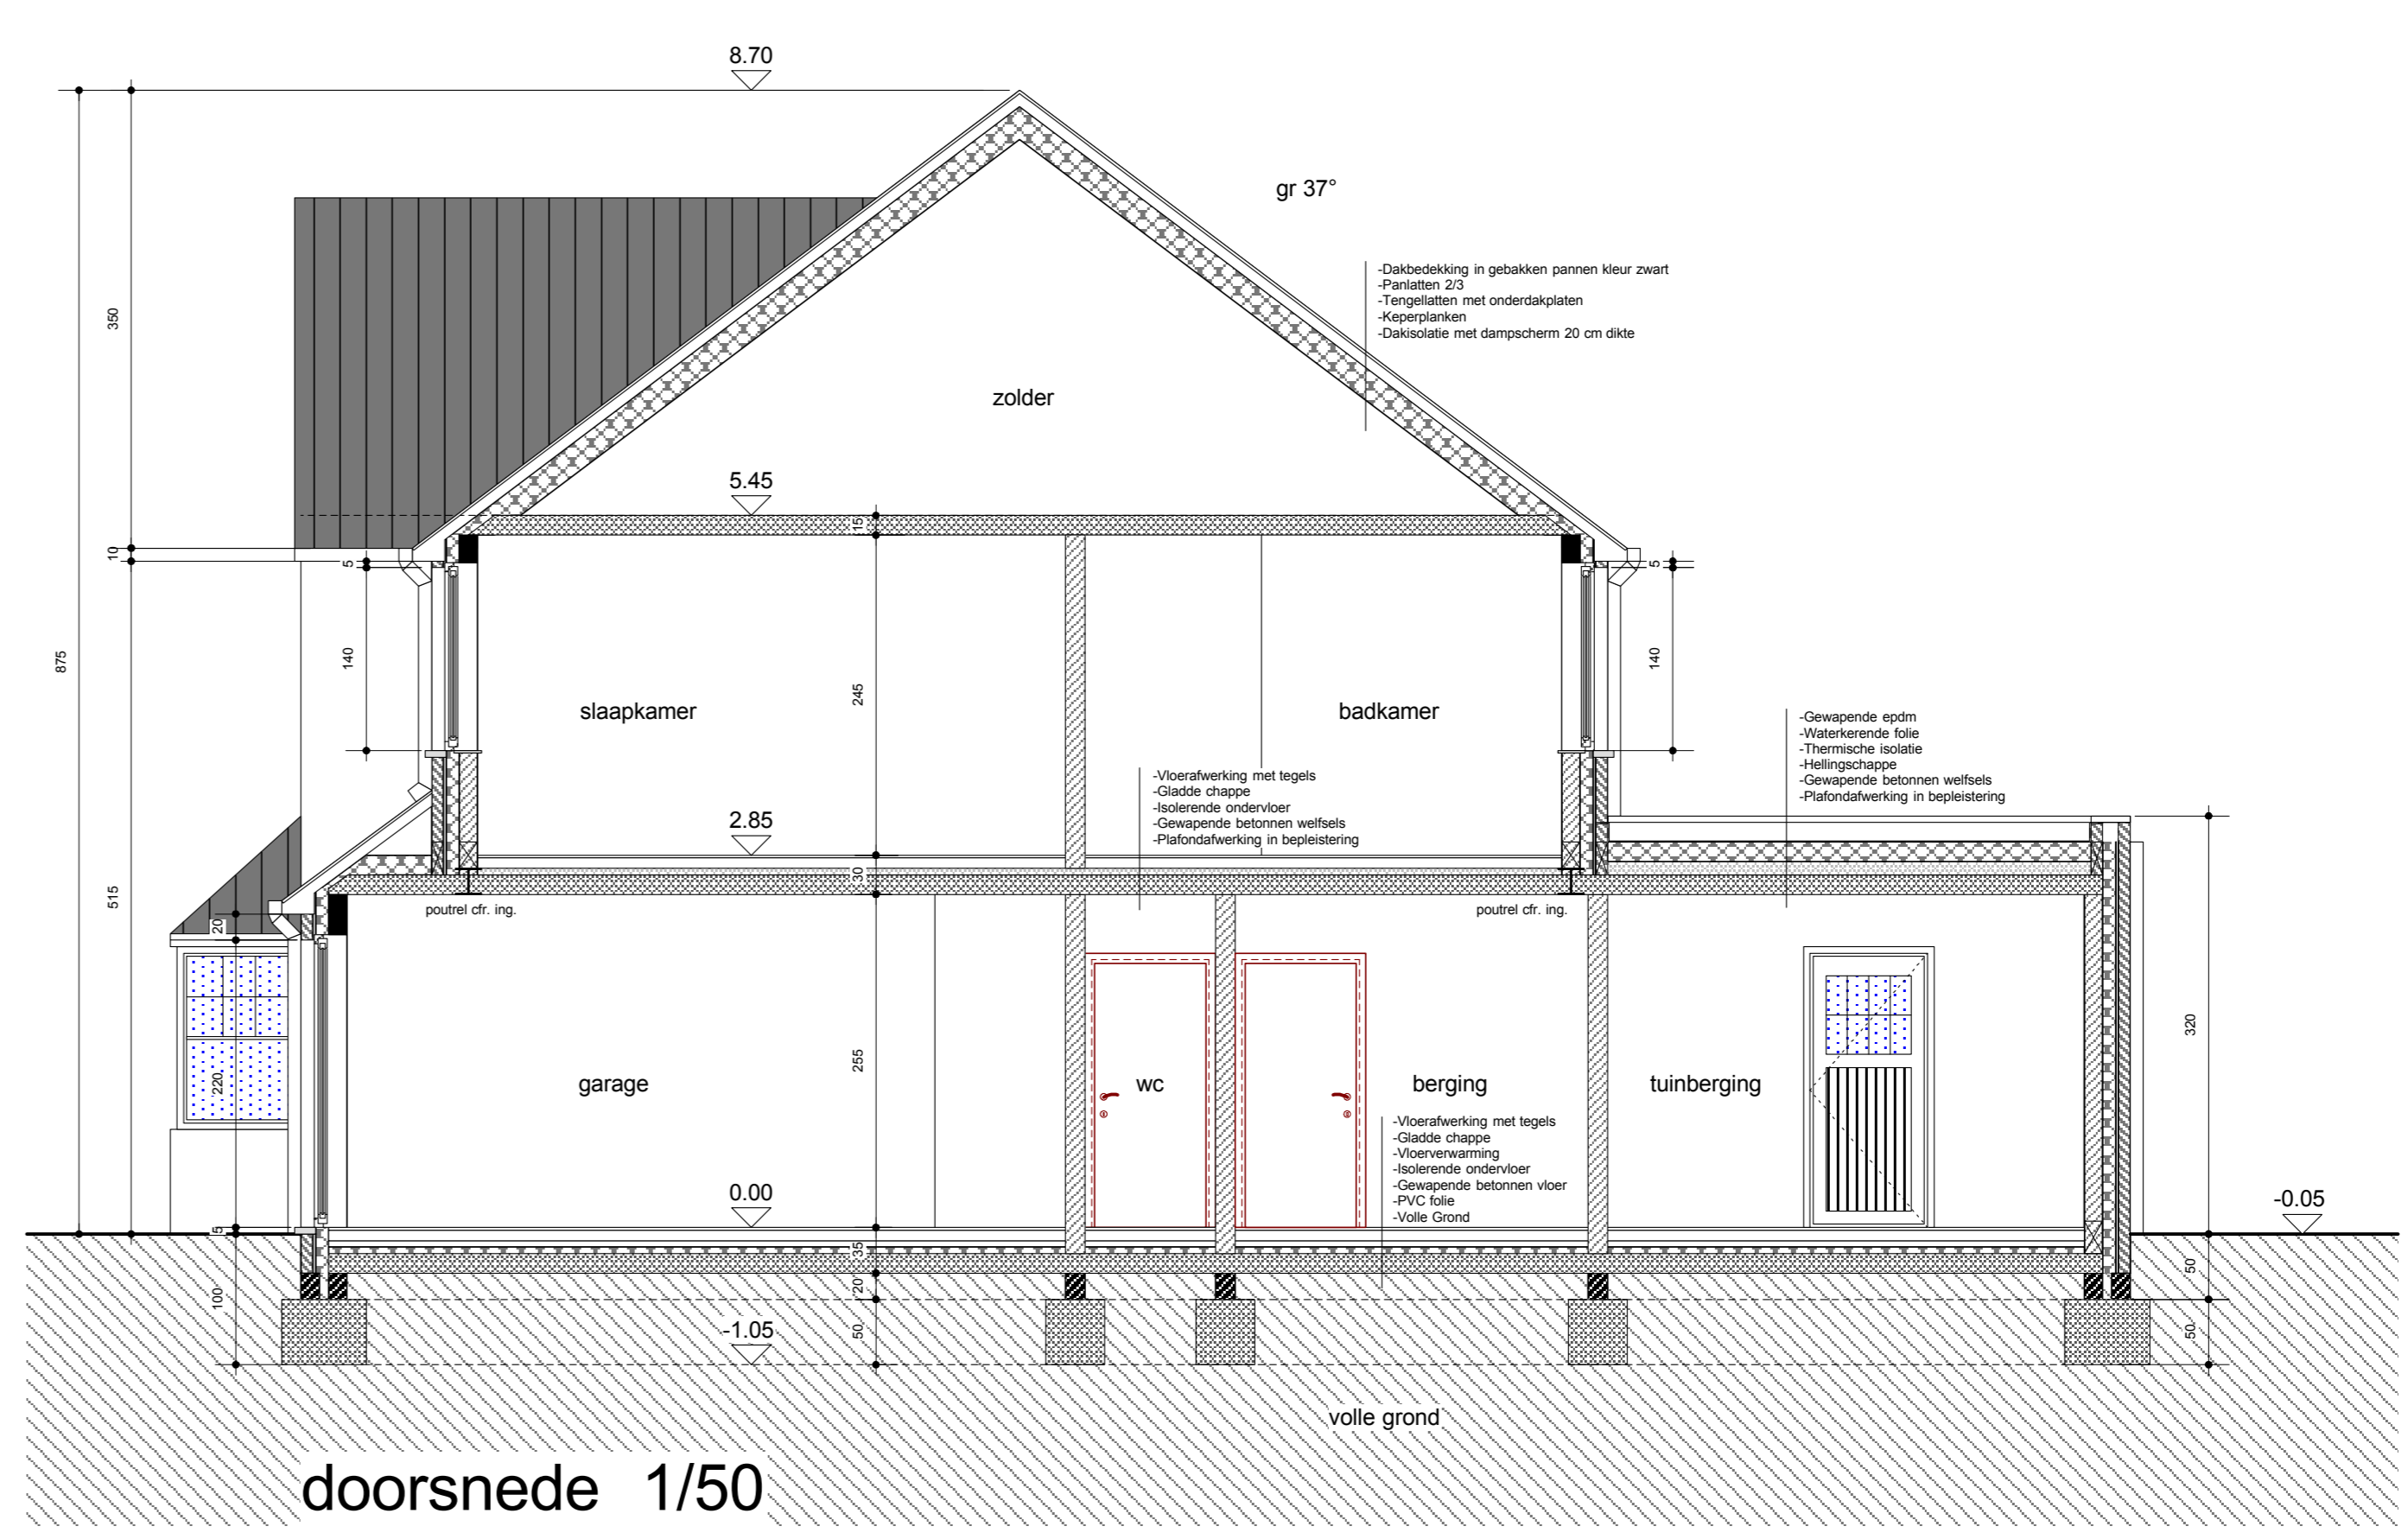 8.70
gr 37°
-Dakbedekking in gebakken pannen kleur zwart
-Panlatten 2/3
-Tengellatten met onderdakplaten
-Keperplanken
-Dakisolatie met dampscherm 20 cm dikte
350
zolder
5.45
15
10
5
5
875
140
245
140
slaapkamer
badkamer
-Gewapende epdm
-Waterkerende folie
-Thermische isolatie
-Hellingschappe
-Gewapende betonnen welfsels
-Plafondafwerking in bepleistering
-Vloerafwerking met tegels
-Gladde chappe
-Isolerende ondervloer
-Gewapende betonnen welfsels
-Plafondafwerking in bepleistering
2.85
30
515
poutrel cfr. ing.
poutrel cfr. ing.
20
320
255
220
garage
wc
berging
tuinberging
-Vloerafwerking met tegels
-Gladde chappe
-Vloerverwarming
-Isolerende ondervloer
-Gewapende betonnen vloer
-PVC folie
-Volle Grond
0.00
-0.05
5
35
20
50
100
50
50
-1.05
volle grond
doorsnede 1/50